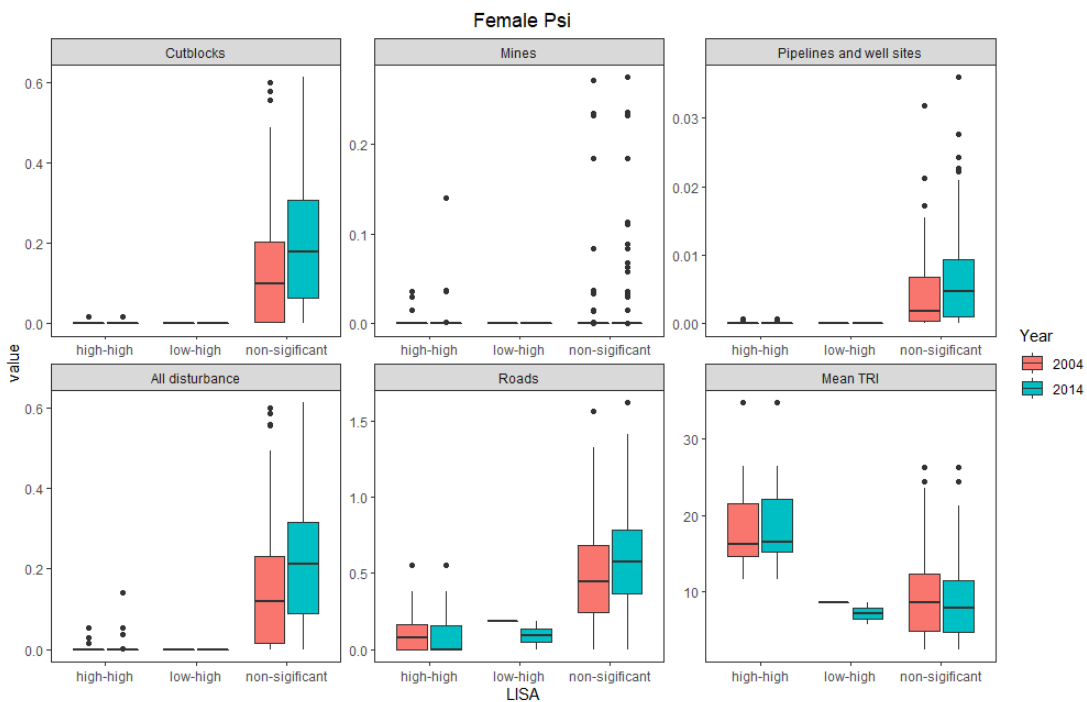 Female Psi
Cutblocks
Mines
Pipelines and well sites
0.6
0.4
0.2
0.0
0.2
0.1
0.0
0.03
0.02
0.01
0.00
high-high low-high non-sigificant
high-high low-high non-sigificant
high-high low-high non-sigificant
value
All disturbance
Roads
Mean TRI
0.6
0.4
0.2
0.0
1.5
1.0
0.5
0.0
30
20
10
high-high low-high non-sigificant
high-high low-high non-sigificant
high-high low-high non-sigificant
LISA
Year
2004
2014